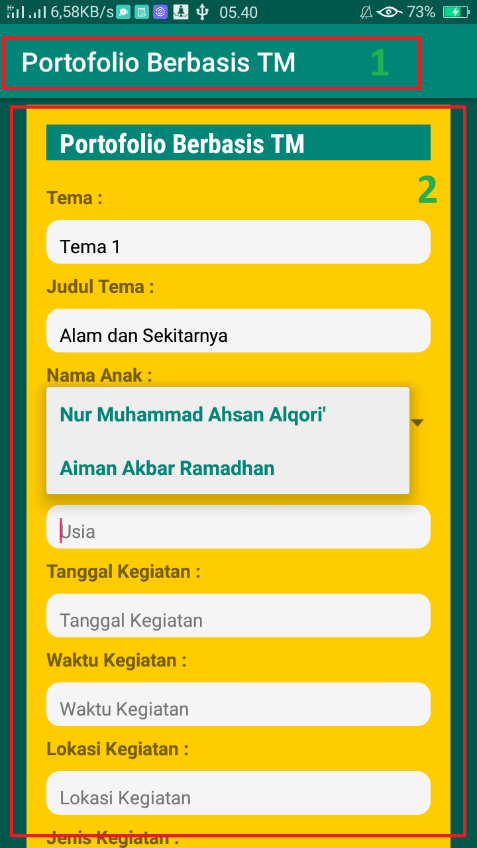 6,58KB/s 05.40 73%
Portofolio Berbasis TM 1
Portofolio Berbasis TM
2
Tema :
Tema 1
Judul Tema :
Alam dan Sekitarnya
Nama Anak :
Nur Muhammad Ahsan Alqori'
Aiman Akbar Ramadhan
Usia
Tanggal Kegiatan :
Tanggal Kegiatan
Waktu Kegiatan :
Waktu Kegiatan
Lokasi Kegiatan :
Lokasi Kegiatan
Jenis Kegiatan :